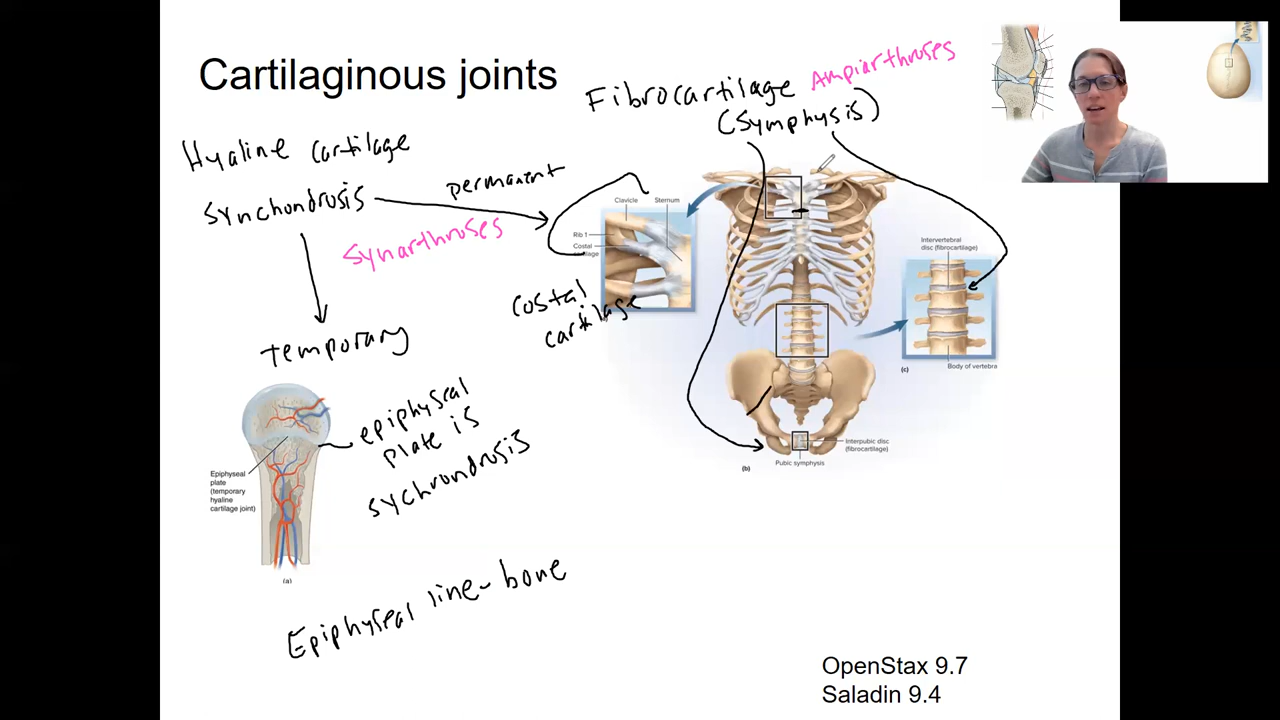 Cartilaginous joints
Hyaline cartilage
Synchondrosis
permanent
Synarthroses
temporary
Fibrocartilage
Ampiarthroses
(Symphysis)
Clavicle Sternum
Rib 1
Costal
cartilage
costal
cartilage
Intervertebral
disc (fibrocartilage)
Body of vertebra
(c)
Interpubic disc
(fibrocartilage)
Pubic symphysis
(b)
epiphyseal
plate is
sychrondrosis
Epiphyseal
plate
(temporary
hyaline
cartilage joint)
(a)
Epiphyseal line - bone
OpenStax 9.7
Saladin 9.4